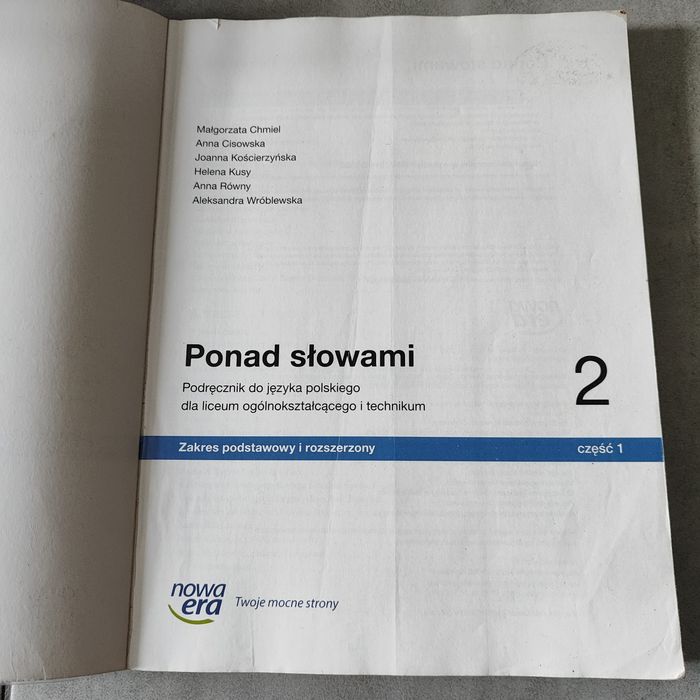 Małgorzata Chmiel
Anna Cisowska
Joanna Kościerzyńska
Helena Kusy
Anna Równy
Aleksandra Wróblewska
Ponad słowami
2
Podręcznik do języka polskiego
dla liceum ogólnokształcącego i technikum
Zakres podstawowy i rozszerzony
część 1
nowa
era
Twoje mocne strony